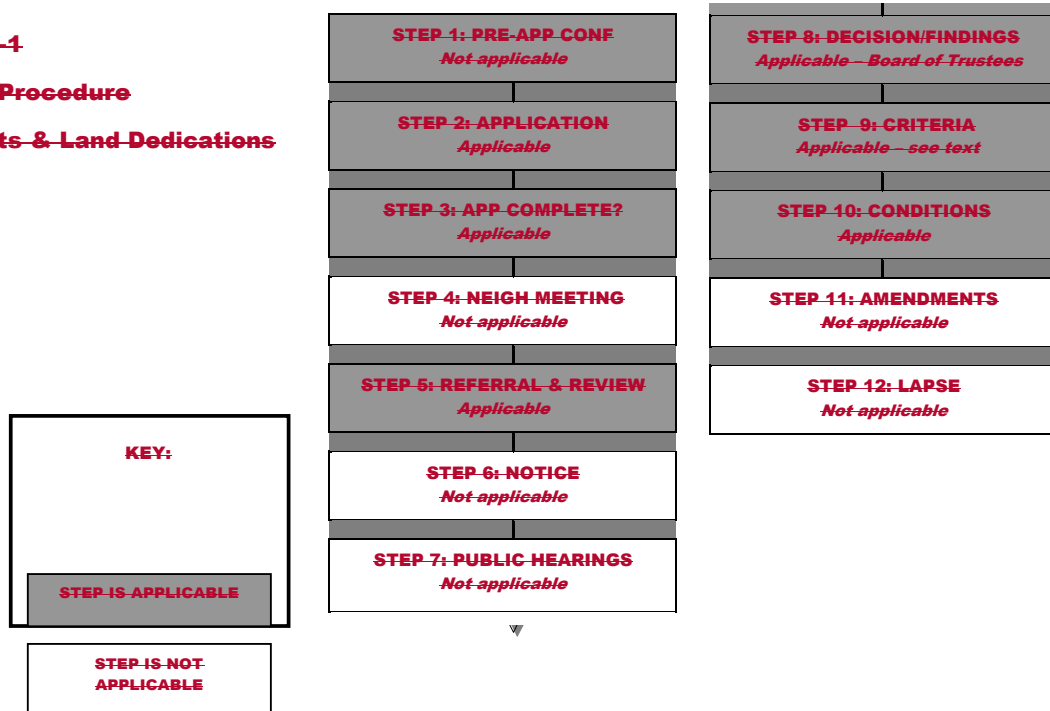 -1
Procedure
ts & Land Dedications
STEP 1: PRE-APP CONF
Not applicable
STEP 2: APPLICATION
Applicable
STEP 3: APP COMPLETE?
Applicable
STEP 4: NEIGH MEETING
Not applicable
STEP 5: REFERRAL & REVIEW
Applicable
STEP 6: NOTICE
Not applicable
STEP 7: PUBLIC HEARINGS
Not applicable
STEP 8: DECISION/FINDINGS
Applicable – Board of Trustees
STEP 9: CRITERIA
Applicable – see text
STEP 10: CONDITIONS
Applicable
STEP 11: AMENDMENTS
Not applicable
STEP 12: LAPSE
Not applicable
KEY:
STEP IS APPLICABLE
STEP IS NOT
APPLICABLE